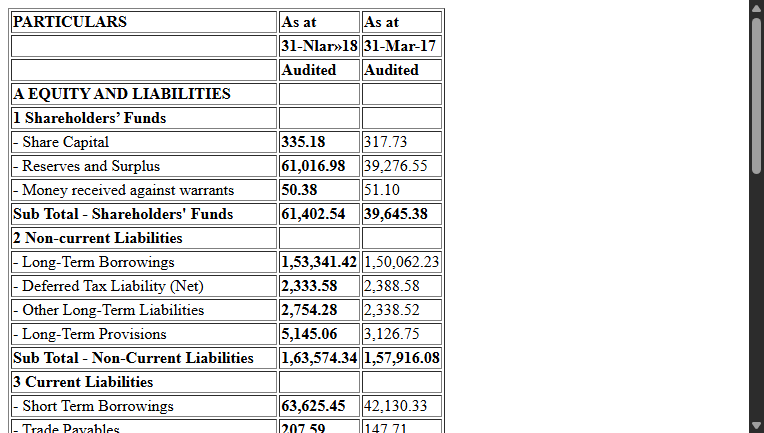 PARTICULARS As at As at
31-Nlar»18 31-Mar-17
Audited Audited
A EQUITY AND LIABILITIES
1 Shareholders’ Funds
- Share Capital 335.18 317.73
- Reserves and Surplus 61,016.98 39,276.55
- Money received against warrants 50.38 51.10
Sub Total - Shareholders' Funds 61,402.54 39,645.38
2 Non-current Liabilities
- Long-Term Borrowings 1,53,341.42 1,50,062.23
- Deferred Tax Liability (Net) 2,333.58 2,388.58
- Other Long-Term Liabilities 2,754.28 2,338.52
- Long-Term Provisions 5,145.06 3,126.75
Sub Total - Non-Current Liabilities 1,63,574.34 1,57,916.08
3 Current Liabilities
- Short Term Borrowings 63,625.45 42,130.33
- Trade Payables 207.59 147.71